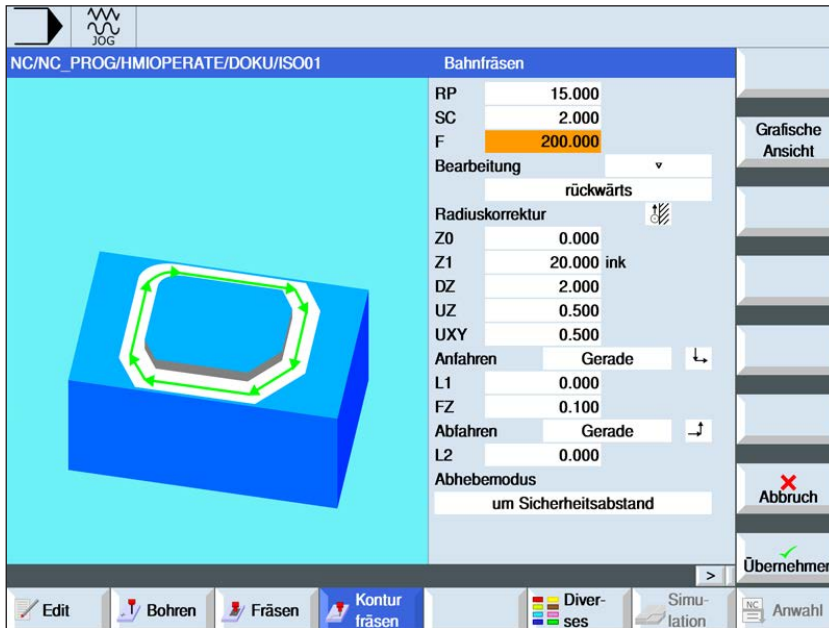 JOG
NC/NC_PROG/HMIOPERATE/DOKU/ISO01
Bahnfräsen
RP 15.000
SC 2.000
F 200.000
Bearbeitung ▿
rückwärts
Radiuskorrektur
Z0 0.000
Z1 20.000 ink
DZ 2.000
UZ 0.500
UXY 0.500
Anfahren Gerade
L1 0.000
FZ 0.100
Abfahren Gerade
L2 0.000
Abhebemodus
um Sicherheitsabstand
Grafische
Ansicht
Abbruch
Übernehmen
>
Edit
Bohren
Fräsen
Kontur
fräsen
Diver-
ses
Simu-
lation
NC
Anwahl